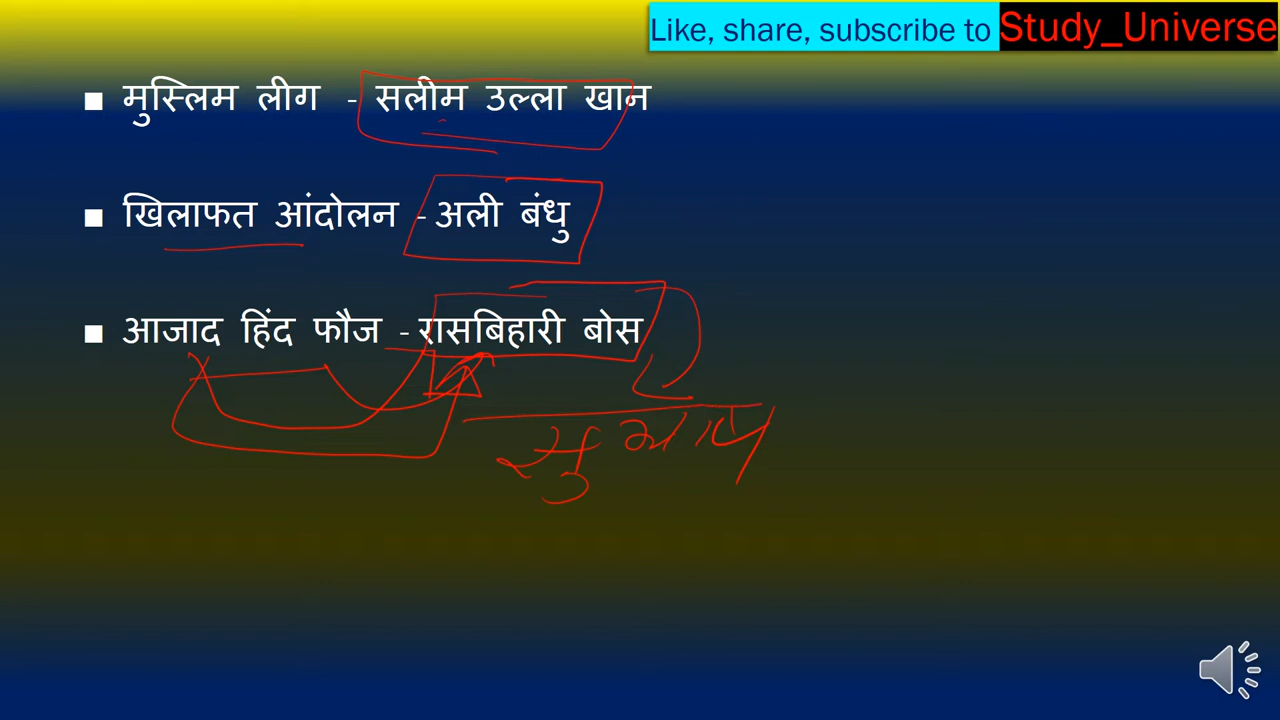 Like, share, subscribe to Study_Universe
▪ मुस्लिम लीग - सलीम उल्ला खान
▪ खिलाफत आंदोलन - अली बंधु
▪ आजाद हिंद फौज - रासबिहारी बोस